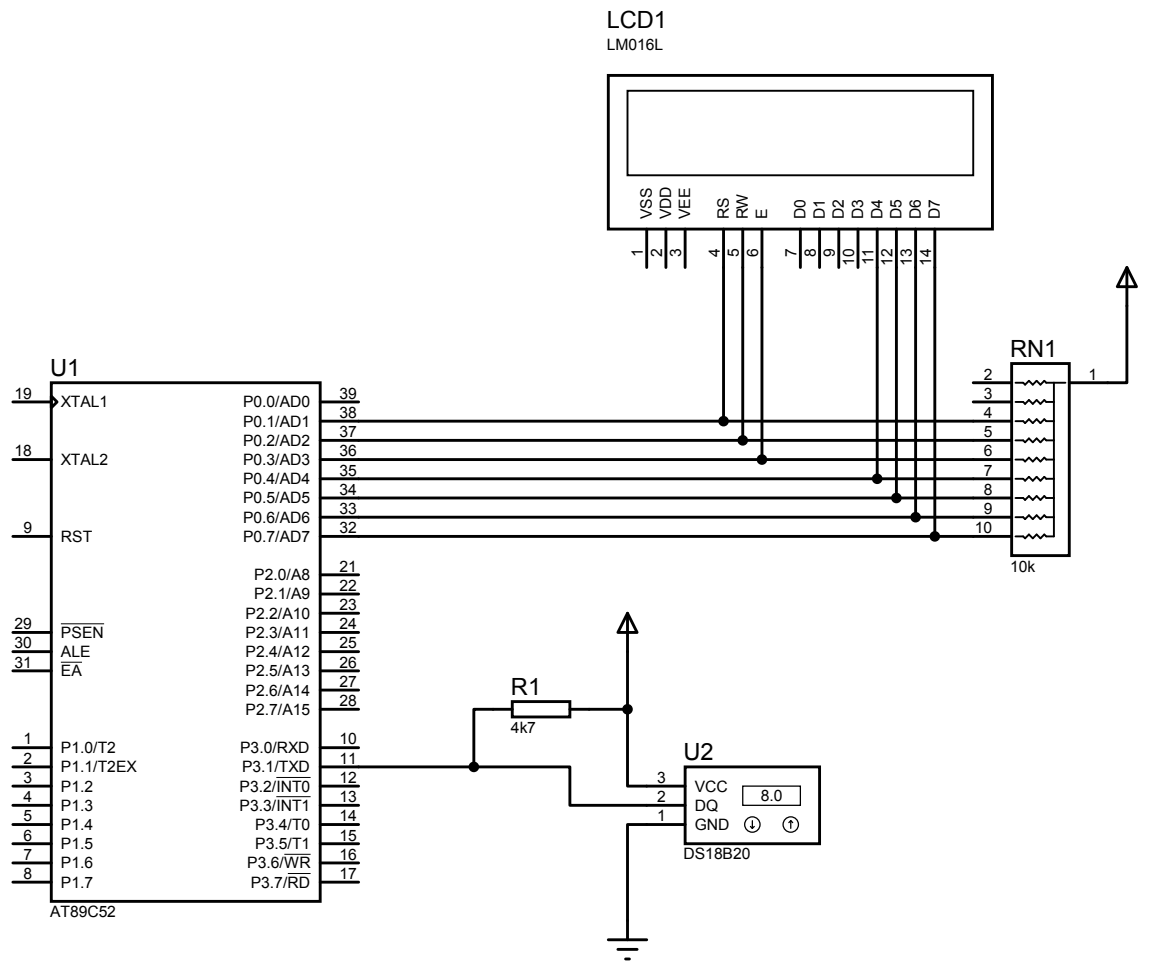 LCD1
LM016L
VSS
VDD
VEE
RS
RW
E
D0
D1
D2
D3
D4
D5
D6
D7
1
2
3
4
5
6
7
8
9
10
11
12
13
14
RN1
1
2
3
4
5
6
7
8
9
10
10k
U1
19 XTAL1
18 XTAL2
9 RST
29 PSEN
30 ALE
31 EA
1 P1.0/T2
2 P1.1/T2EX
3 P1.2
4 P1.3
5 P1.4
6 P1.5
7 P1.6
8 P1.7
P0.0/AD0 39
P0.1/AD1 38
P0.2/AD2 37
P0.3/AD3 36
P0.4/AD4 35
P0.5/AD5 34
P0.6/AD6 33
P0.7/AD7 32
P2.0/A8 21
P2.1/A9 22
P2.2/A10 23
P2.3/A11 24
P2.4/A12 25
P2.5/A13 26
P2.6/A14 27
P2.7/A15 28
P3.0/RXD 10
P3.1/TXD 11
P3.2/INT0 12
P3.3/INT1 13
P3.4/T0 14
P3.5/T1 15
P3.6/WR 16
P3.7/RD 17
AT89C52
R1
4k7
U2
3 VCC
2 DQ
1 GND
8.0
DS18B20